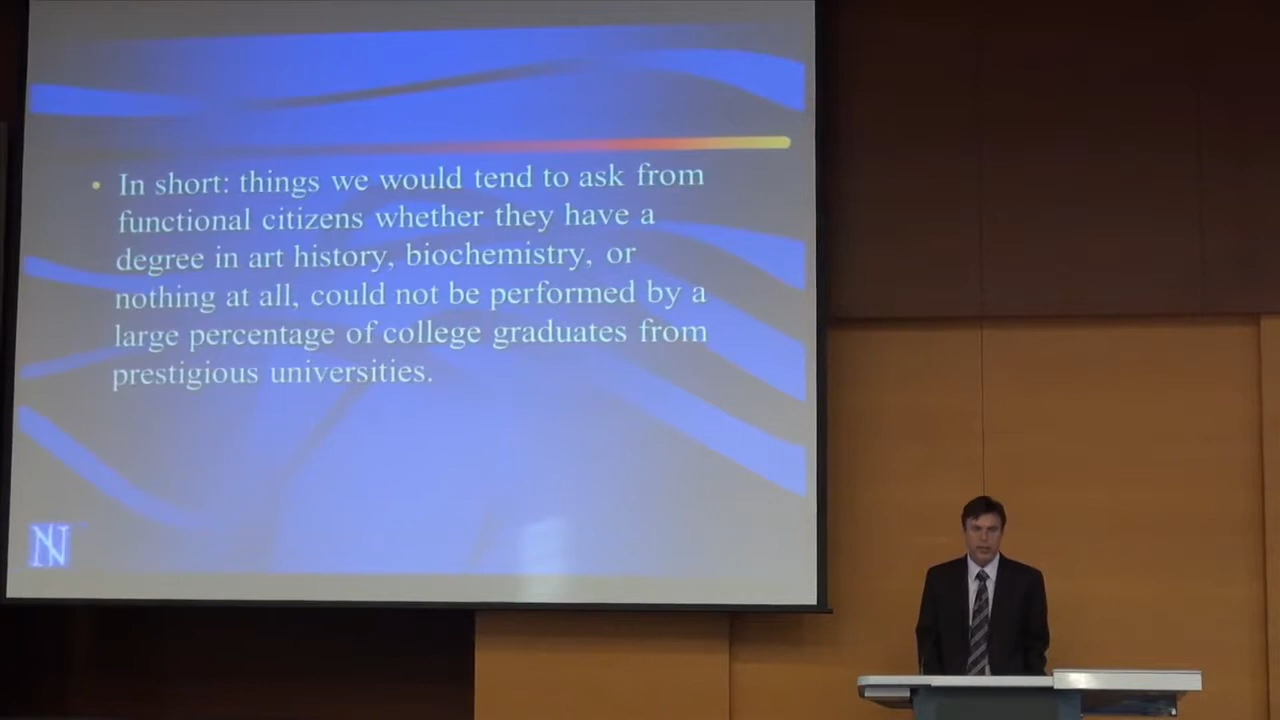 • In short: things we would tend to ask from
functional citizens whether they have a
degree in art history, biochemistry, or
nothing at all, could not be performed by a
large percentage of college graduates from
prestigious universities.
N